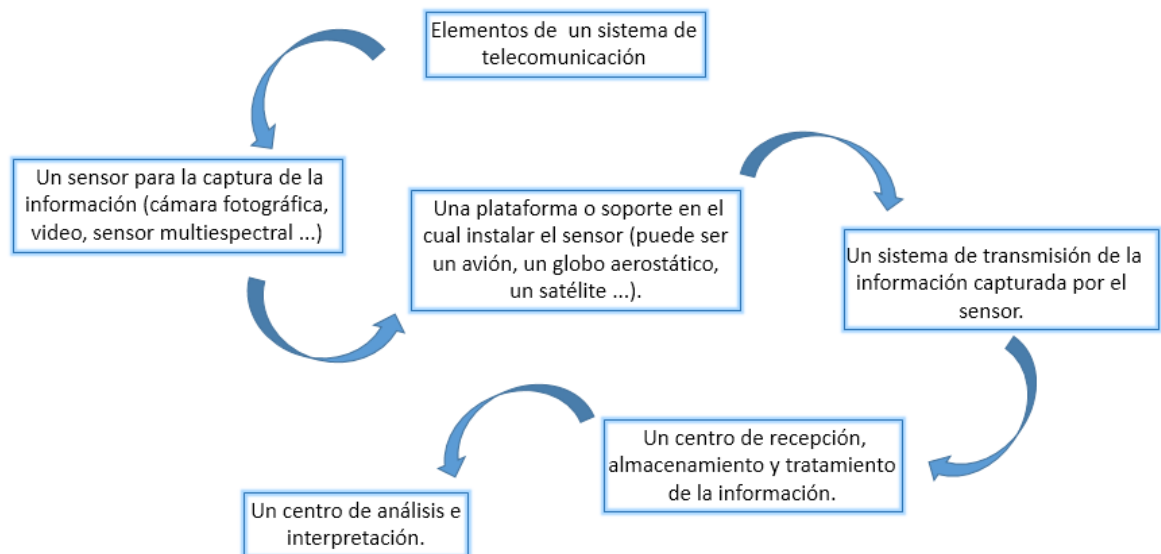 Elementos de un sistema de
telecomunicación
Un sensor para la captura de la
información (cámara fotográfica,
video, sensor multiespectral ...)
Una plataforma o soporte en el
cual instalar el sensor (puede ser
un avión, un globo aerostático,
un satélite ...).
Un sistema de transmisión de la
información capturada por el
sensor.
Un centro de recepción,
almacenamiento y tratamiento
de la información.
Un centro de análisis e
interpretación.